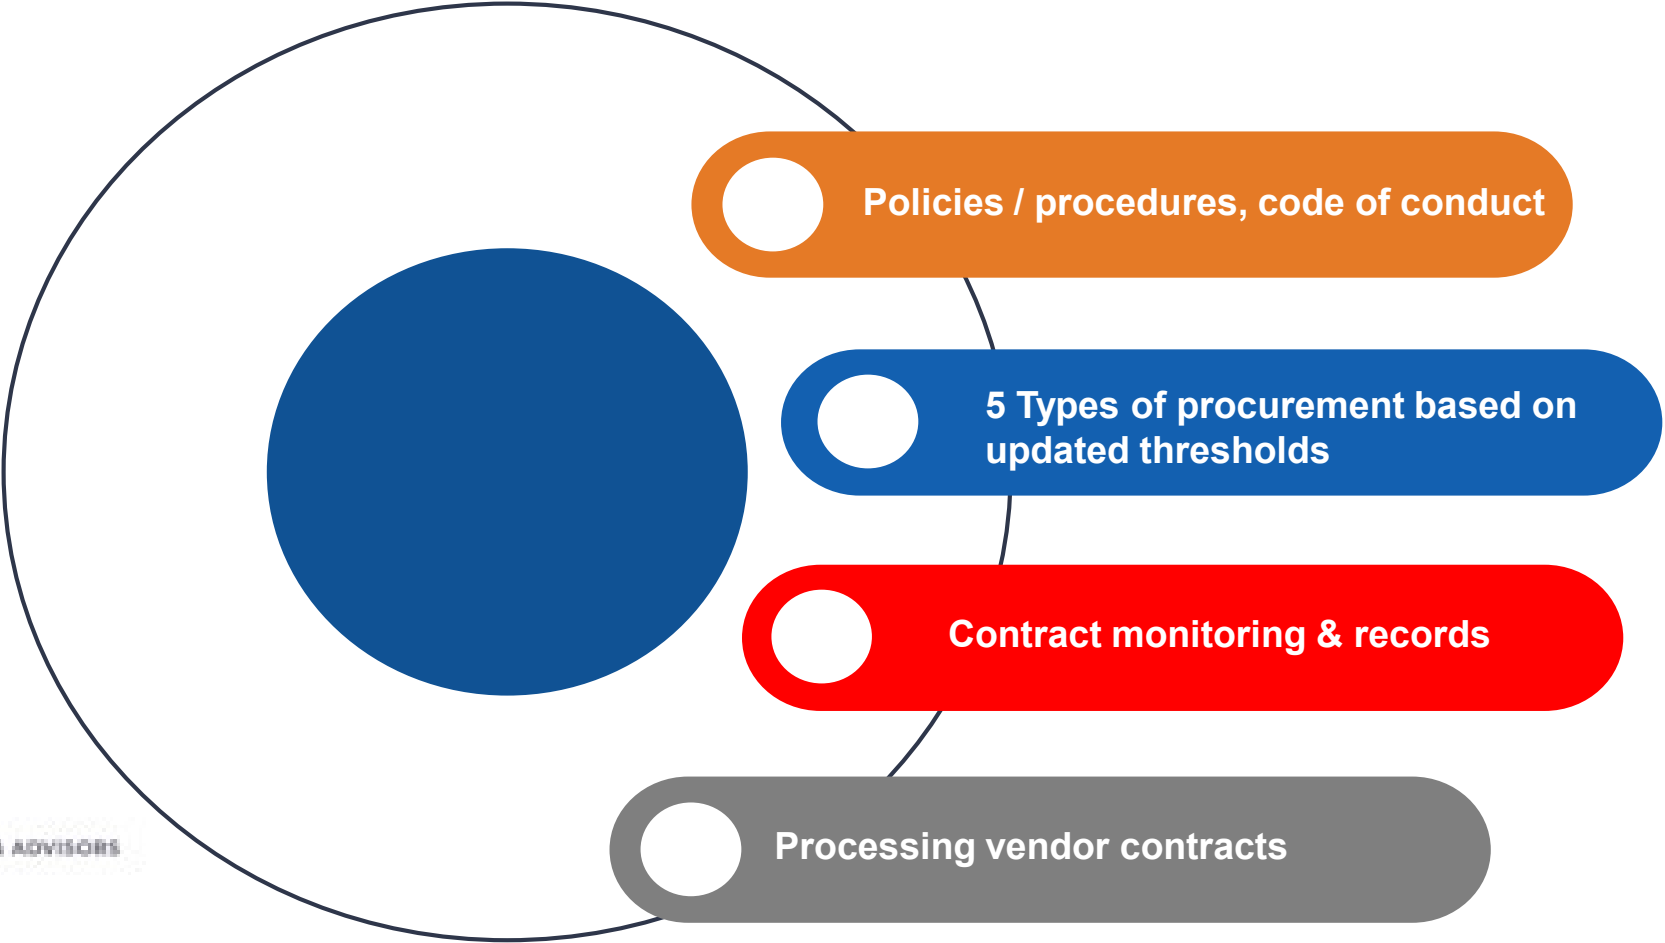 Policies / procedures, code of conduct
5 Types of procurement based on
updated thresholds
Contract monitoring & records
Processing vendor contracts
ADVISORS